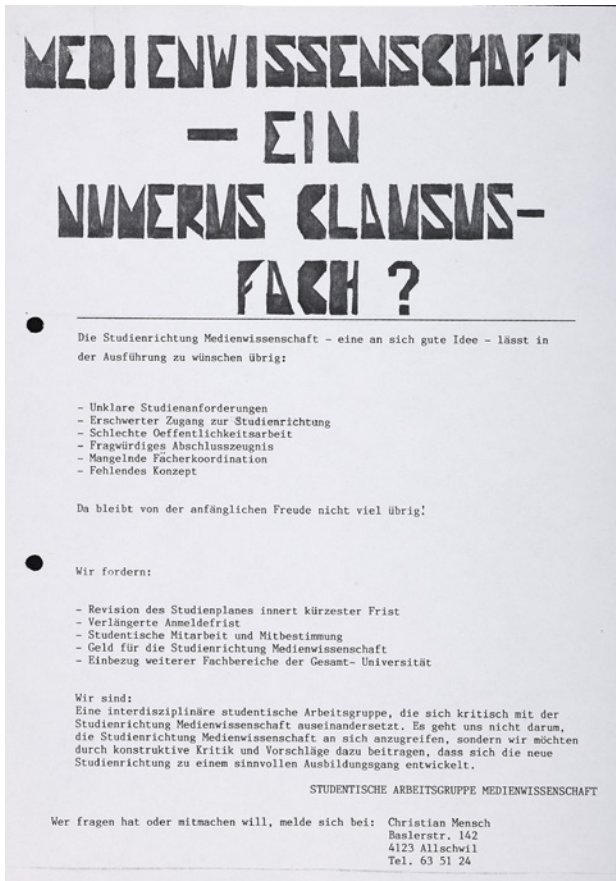 MEDIENWISSENSCHAFT
– EIN
NUMERUS CLAUSUS-
FACH ?
Die Studienrichtung Medienwissenschaft – eine an sich gute Idee – lässt in
der Ausführung zu wünschen übrig:
- Unklare Studienanforderungen
- Erschwerter Zugang zur Studienrichtung
- Schlechte Oeffentlichkeitsarbeit
- Fragwürdiges Abschlusszeugnis
- Mangelnde Fächerkoordination
- Fehlendes Konzept
Da bleibt von der anfänglichen Freude nicht viel übrig!
Wir fordern:
- Revision des Studienplanes innert kürzester Frist
- Verlängerte Anmeldefrist
- Studentische Mitarbeit und Mitbestimmung
- Geld für die Studienrichtung Medienwissenschaft
- Einbezug weiterer Fachbereiche der Gesamt- Universität
Wir sind:
Eine interdisziplinäre studentische Arbeitsgruppe, die sich kritisch mit der
Studienrichtung Medienwissenschaft auseinandersetzt. Es geht uns nicht darum,
die Studienrichtung Medienwissenschaft an sich anzugreifen, sondern wir möchten
durch konstruktive Kritik und Vorschläge dazu beitragen, dass sich die neue
Studienrichtung zu einem sinnvollen Ausbildungsgang entwickelt.
STUDENTISCHE ARBEITSGRUPPE MEDIENWISSENSCHAFT
Wer fragen hat oder mitmachen will, melde sich bei: Christian Mensch
Baslerstr. 142
4123 Allschwil
Tel. 63 51 24